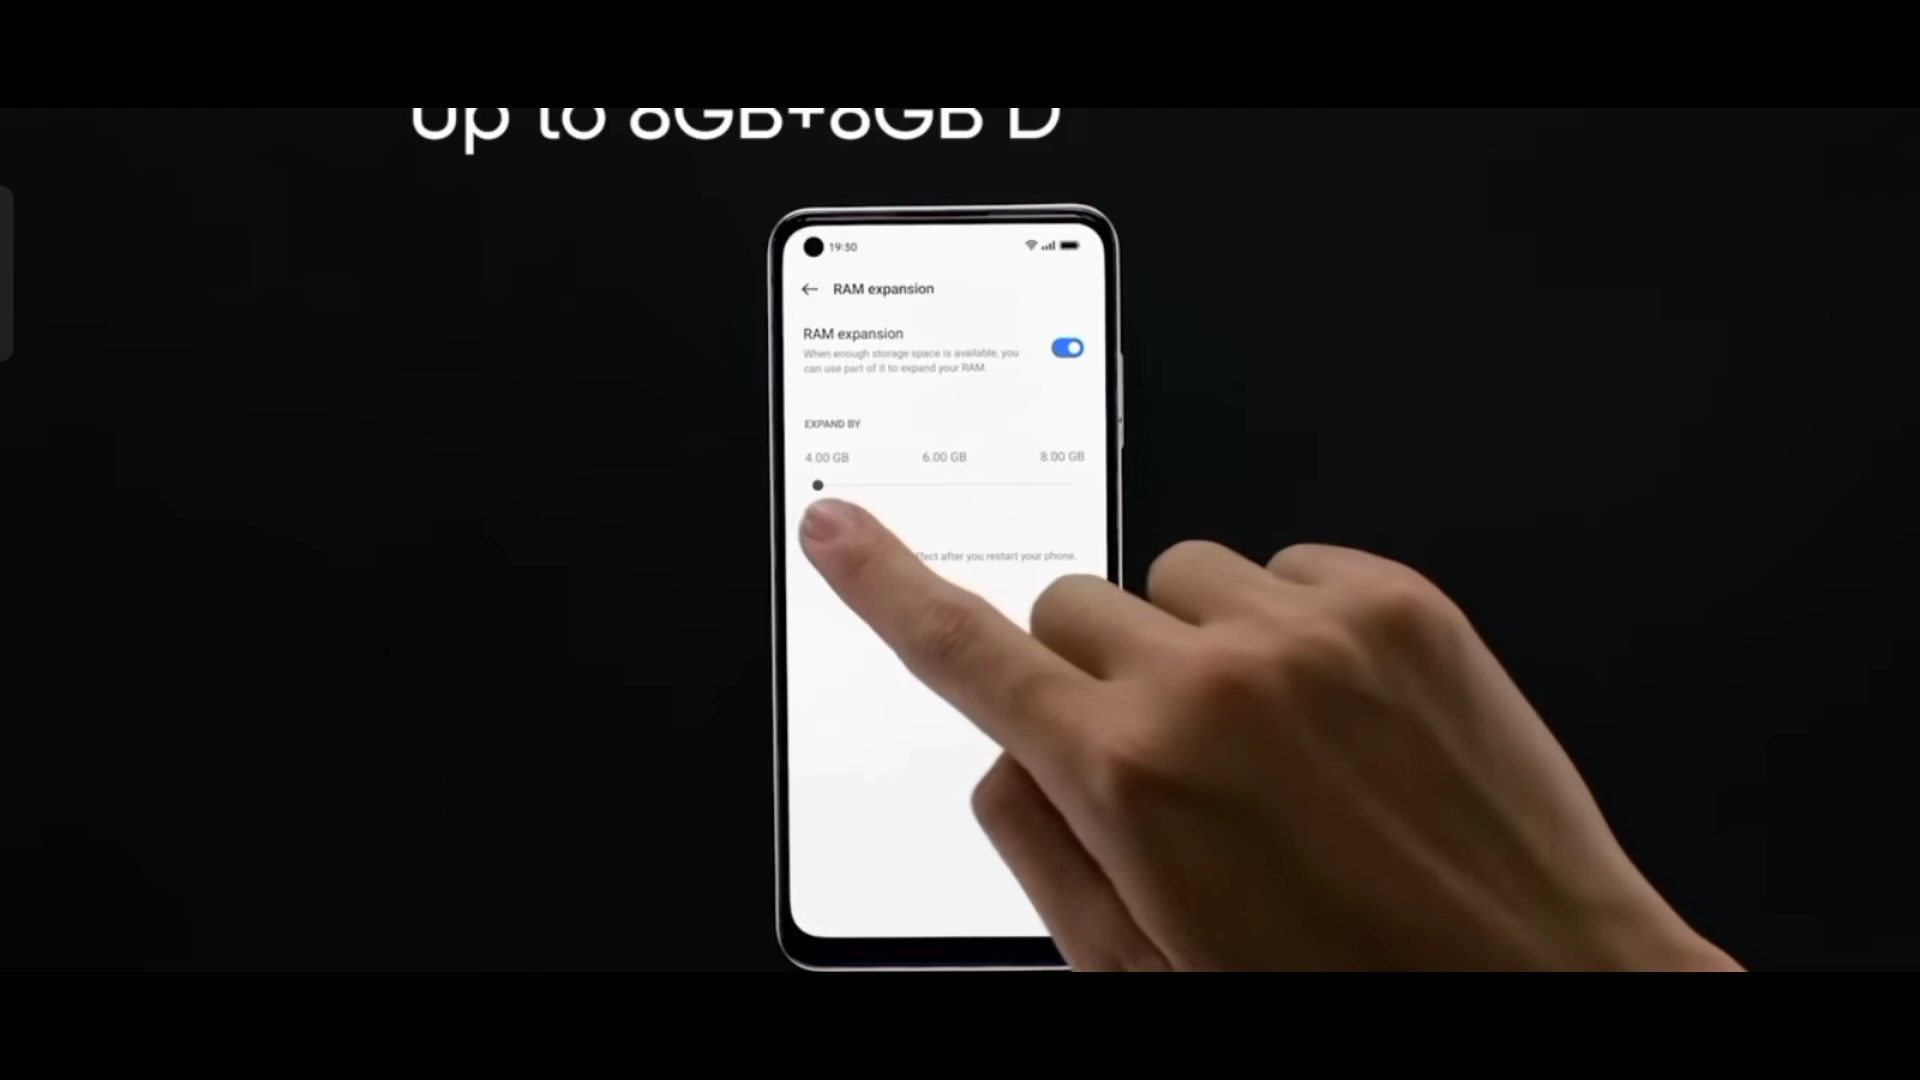 Up to 8GB+8GB D
19:30
RAM expansion
RAM expansion
When enough storage space is available, you
can use part of it to expand your RAM
EXPAND BY
4.00 GB 6.00 GB 8.00 GB
after you restart your phone.